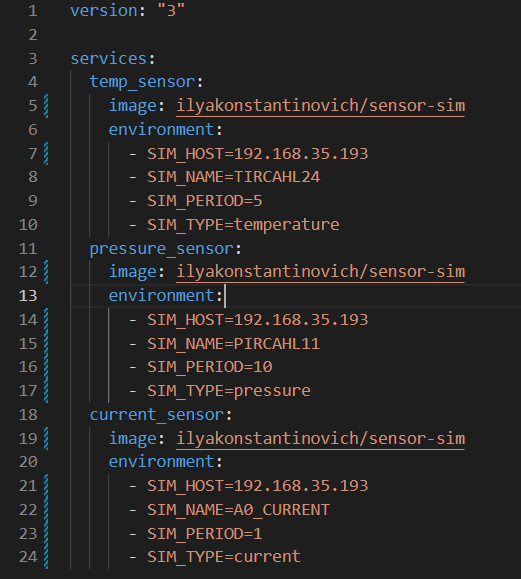 1 version: "3"
2
3 services:
4   temp_sensor:
5     image: ilyakonstantinovich/sensor-sim
6     environment:
7       - SIM_HOST=192.168.35.193
8       - SIM_NAME=TIRCAHL24
9       - SIM_PERIOD=5
10       - SIM_TYPE=temperature
11   pressure_sensor:
12     image: ilyakonstantinovich/sensor-sim
13     environment:
14       - SIM_HOST=192.168.35.193
15       - SIM_NAME=PIRCAHL11
16       - SIM_PERIOD=10
17       - SIM_TYPE=pressure
18   current_sensor:
19     image: ilyakonstantinovich/sensor-sim
20     environment:
21       - SIM_HOST=192.168.35.193
22       - SIM_NAME=A0_CURRENT
23       - SIM_PERIOD=1
24       - SIM_TYPE=current